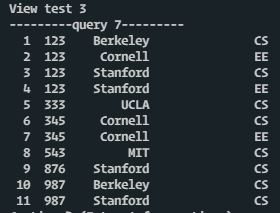 View test 3
---------query 7---------
1 123 Berkeley CS
2 123 Cornell EE
3 123 Stanford CS
4 123 Stanford EE
5 333 UCLA CS
6 345 Cornell CS
7 345 Cornell EE
8 543 MIT CS
9 876 Stanford CS
10 987 Berkeley CS
11 987 Stanford CS